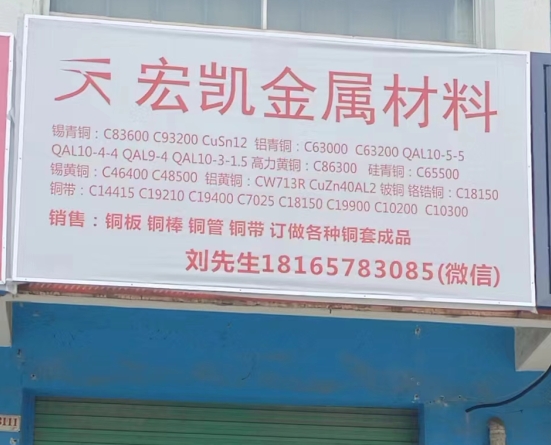 宏凯金属材料
锡青铜：C83600 C93200 CuSn12 铝青铜：C63000 C63200 QAL10-5-5
QAL10-4-4 QAL9-4 QAL10-3-1.5 高力黄铜：C86300 硅青铜：C65500
锡黄铜：C46400 C48500 铝黄铜：CW713R CuZn40AL2 铍铜 铬锆铜：C18150
铜带：C14415 C19210 C19400 C7025 C18150 C19900 C10200 C10300
销售：铜板 铜棒 铜管 铜带 订做各种铜套成品
刘先生18165783085(微信)